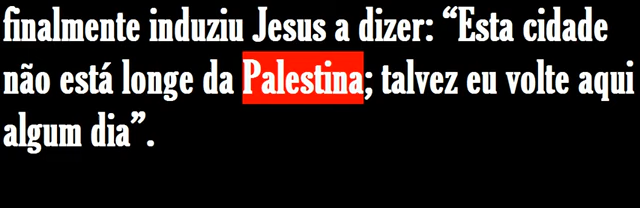 finalmente induziu Jesus a dizer: “Esta cidade
não está longe da Palestina; talvez eu volte aqui
algum dia”.